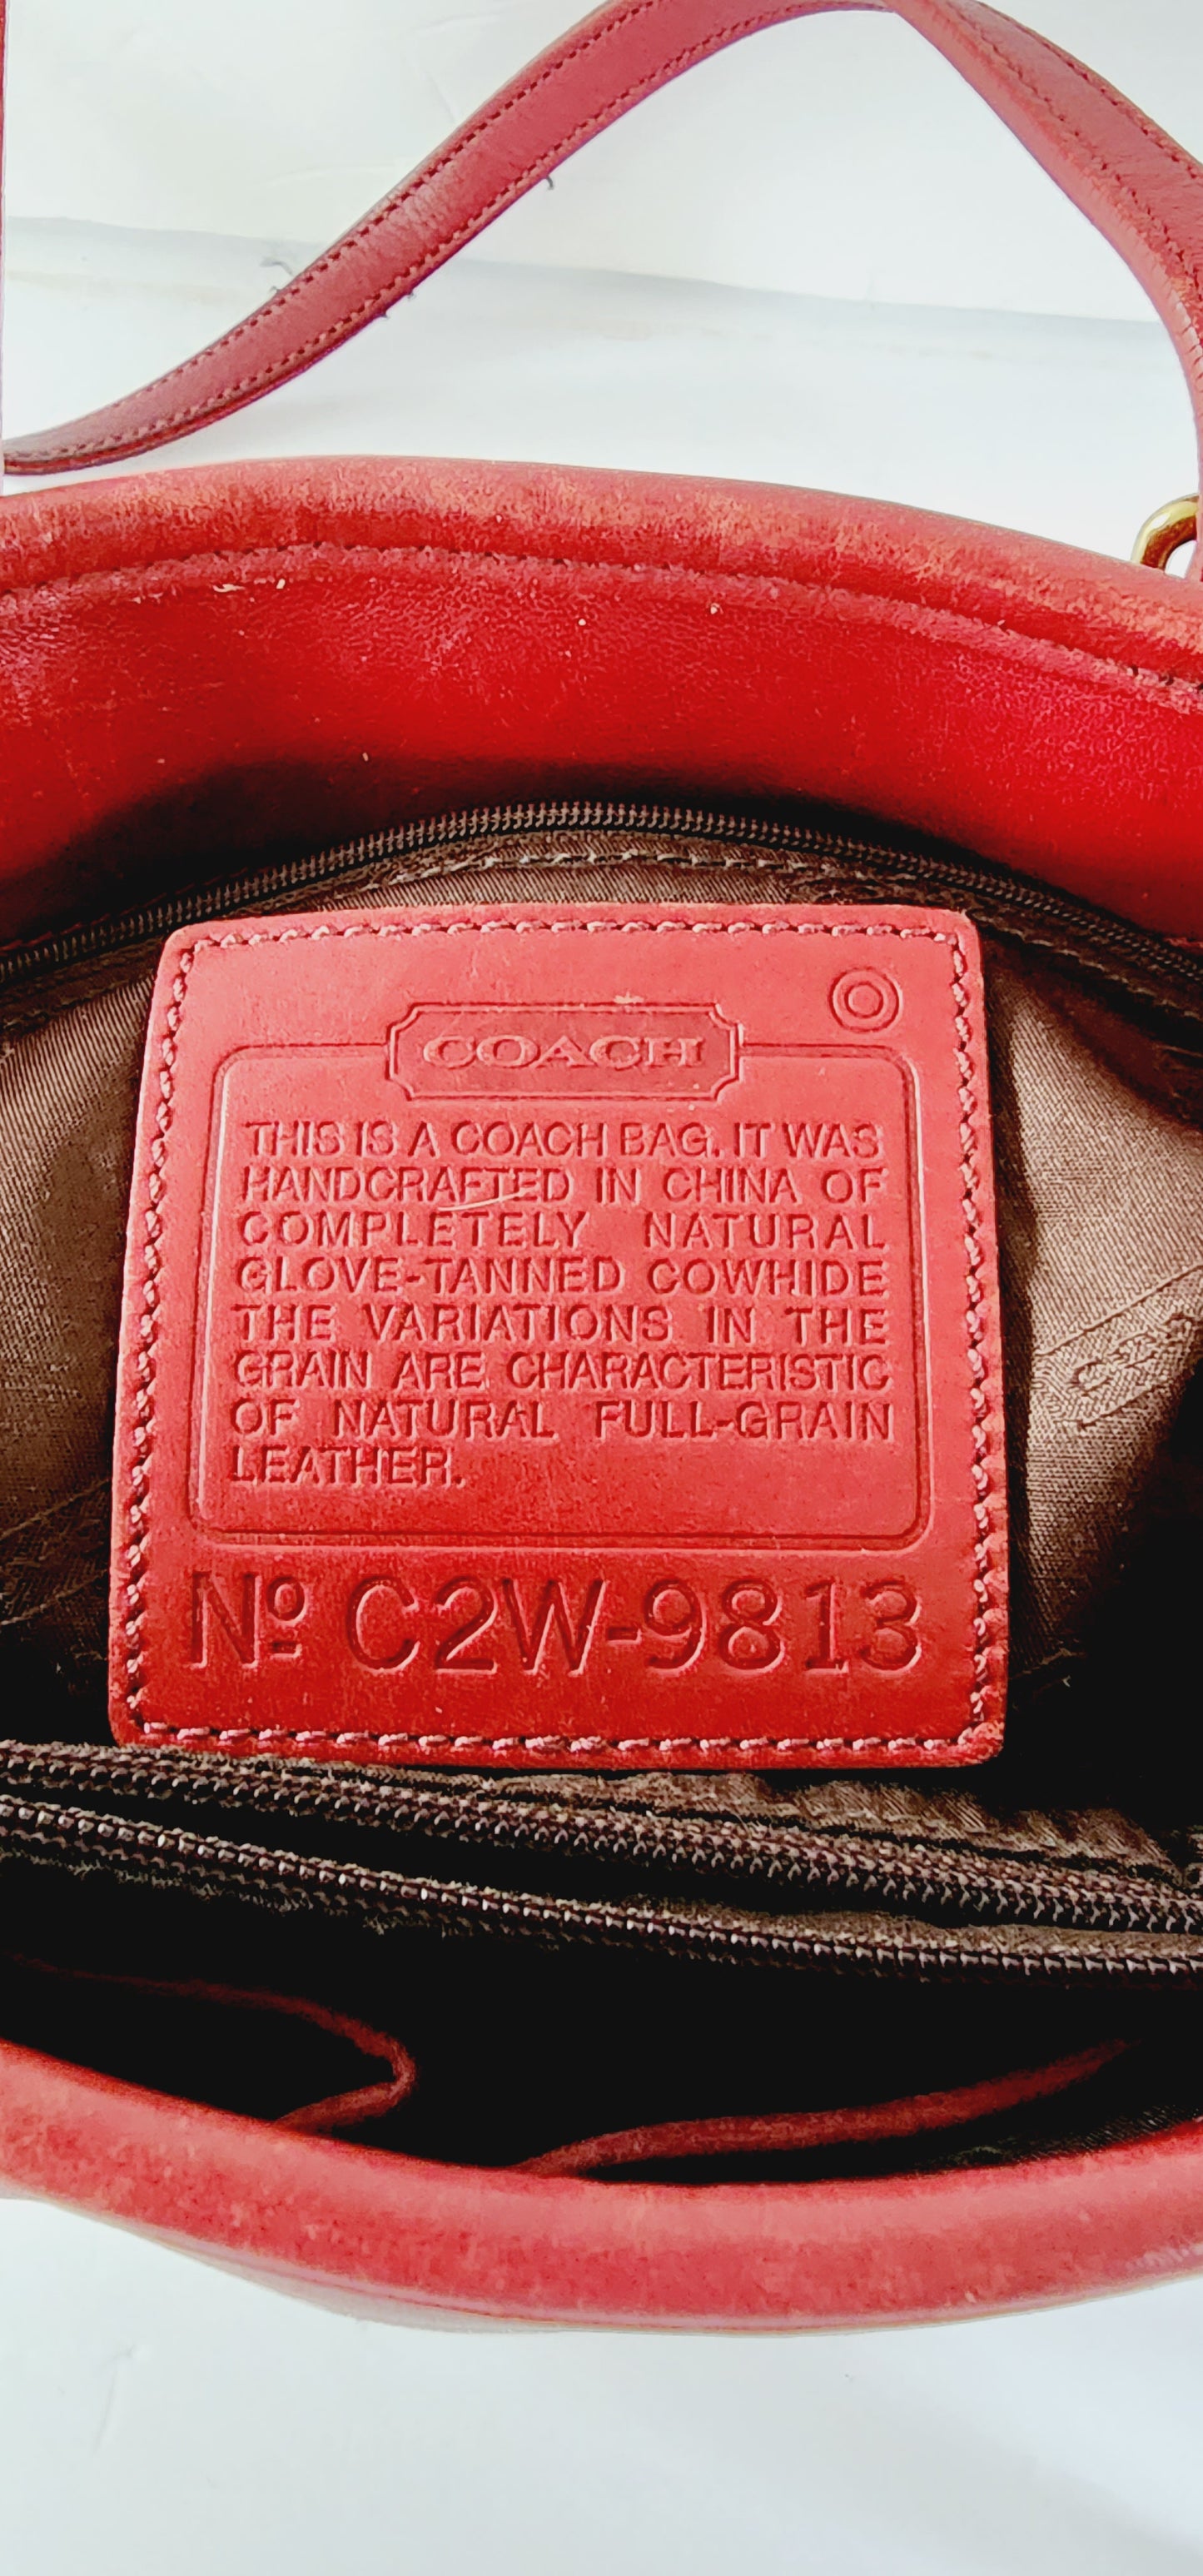 COACH
THIS IS A COACH BAG. IT WAS
HANDCRAFTED IN CHINA OF
COMPLETELY NATURAL
GLOVE-TANNED COWHIDE
THE VARIATIONS IN THE
GRAIN ARE CHARACTERISTIC
OF NATURAL FULL-GRAIN
LEATHER.
Nº C2W-9813